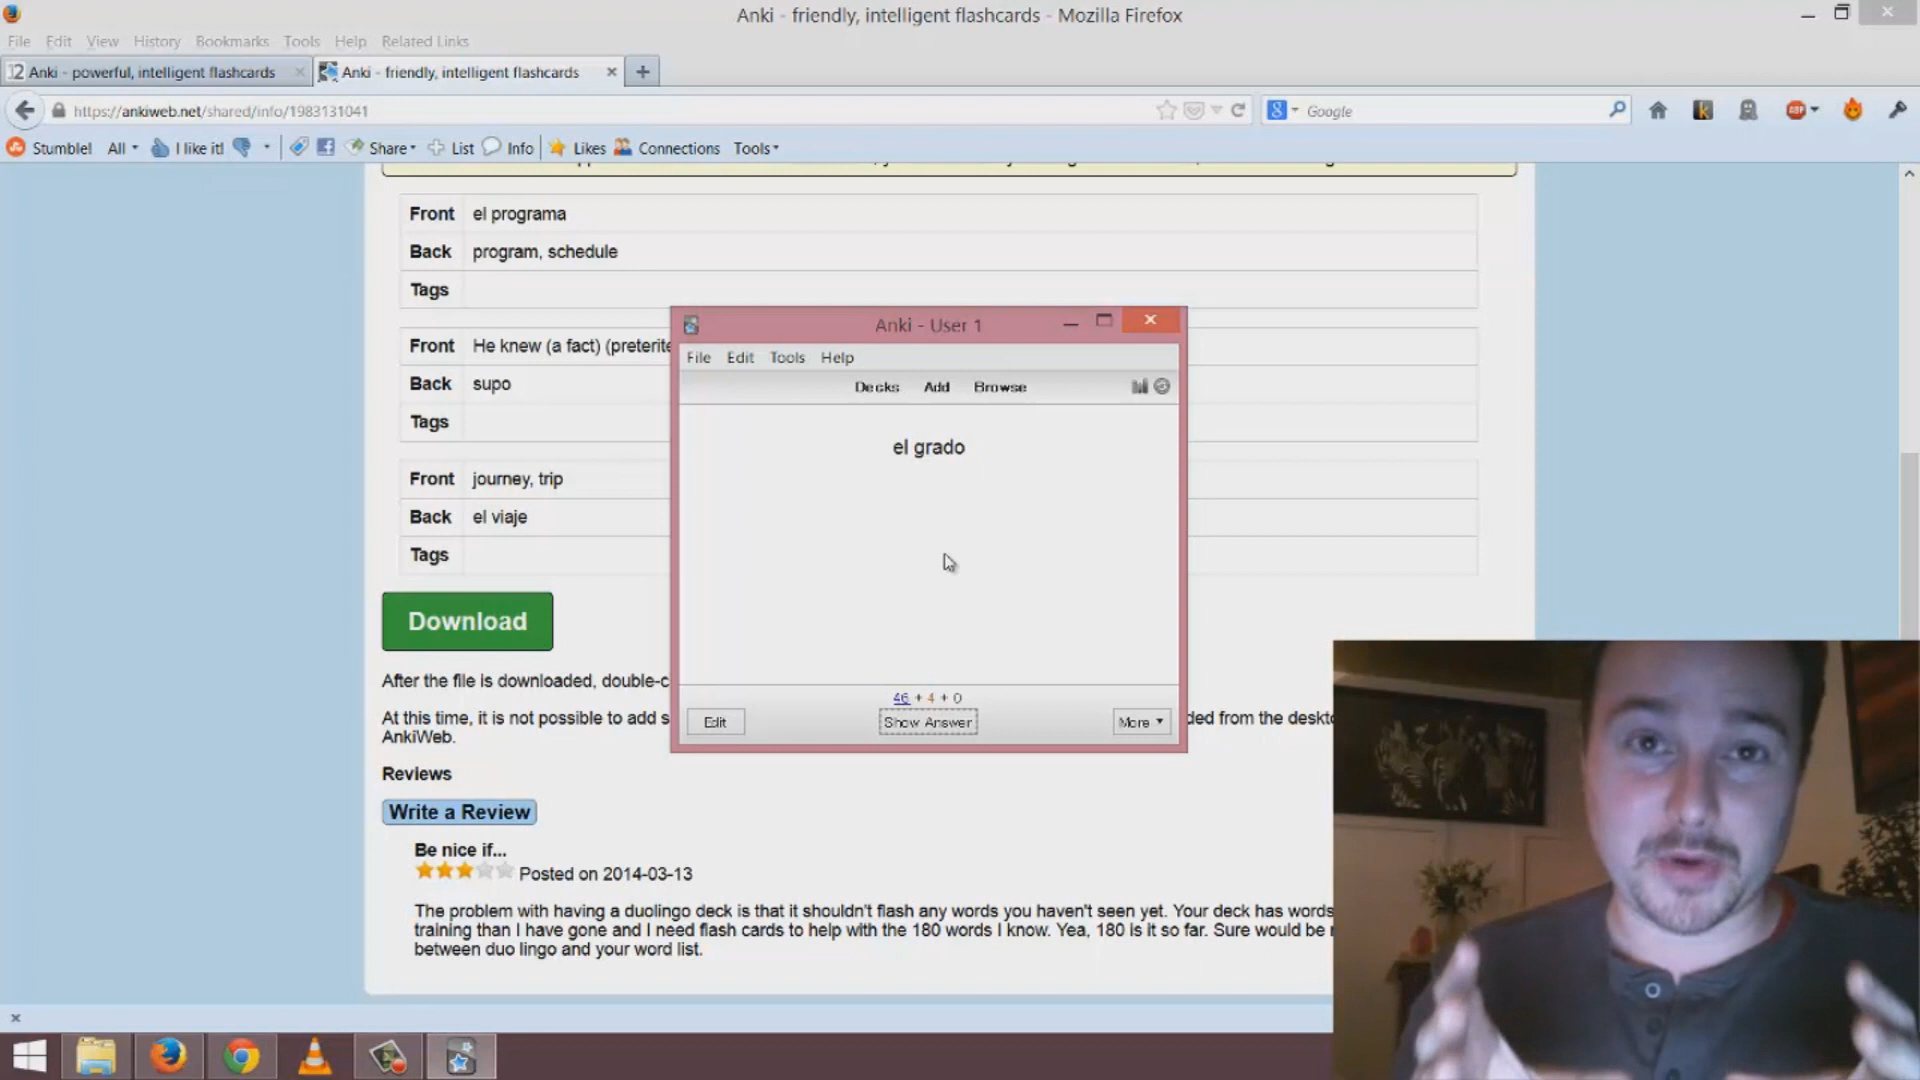 Anki - friendly, intelligent flashcards - Mozilla Firefox
File Edit View History Bookmarks Tools Help Related Links
12 Anki - powerful, intelligent flashcards
Anki - friendly, intelligent flashcards
https://ankiweb.net/shared/info/1983131041
Google
Stumble! All I like it! Share List Info Likes Connections Tools
Front el programa
Back program, schedule
Tags
Front He knew (a fact) (preterite
Back supo
Tags
Front journey, trip
Back el viaje
Tags
Anki - User 1
File Edit Tools Help
Decks Add Browse
el grado
46 + 4 + 0
Edit Show Answer More
Download
After the file is downloaded, double-c
At this time, it is not possible to add s
ded from the deskto
AnkiWeb.
Reviews
Write a Review
Be nice if...
Posted on 2014-03-13
The problem with having a duolingo deck is that it shouldn't flash any words you haven't seen yet. Your deck has words
training than I have gone and I need flash cards to help with the 180 words I know. Yea, 180 is it so far. Sure would be
between duo lingo and your word list.